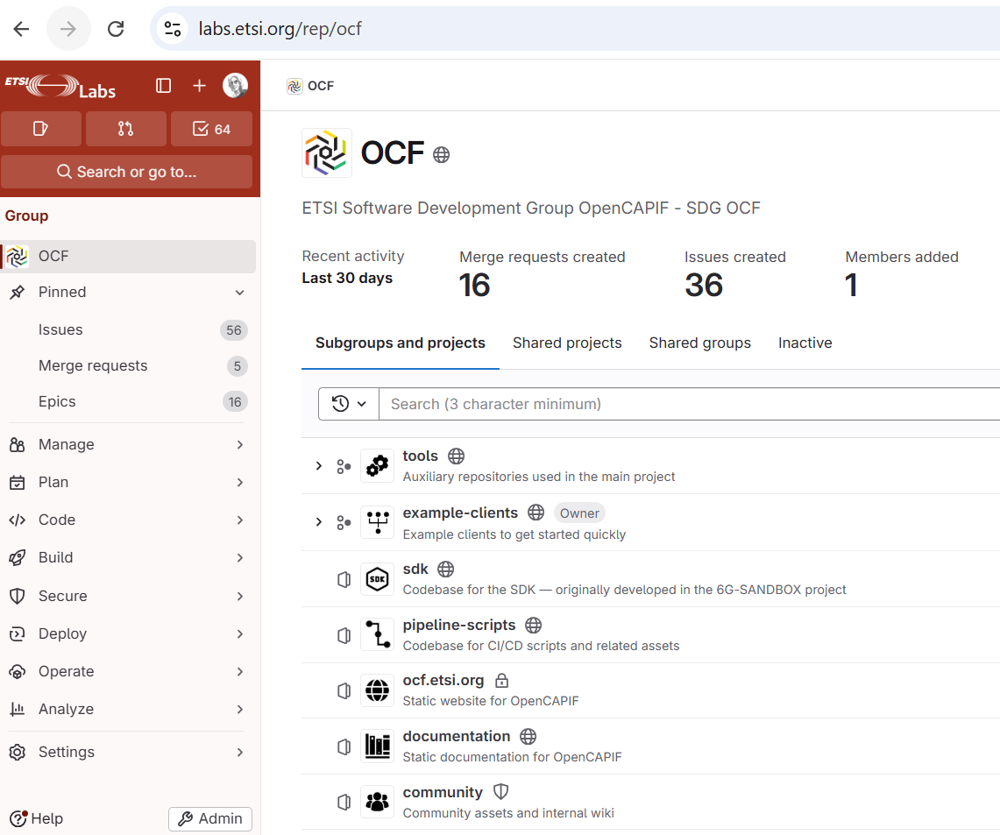 labs.etsi.org/rep/ocf
ETSI Labs
64
Search or go to...
Group
OCF
Pinned
Issues 56
Merge requests 5
Epics 16
Manage
Plan
Code
Build
Secure
Deploy
Operate
Analyze
Settings
Help
Admin
OCF
OCF
ETSI Software Development Group OpenCAPIF - SDG OCF
Recent activity
Last 30 days
Merge requests created
16
Issues created
36
Members added
1
Subgroups and projects Shared projects Shared groups Inactive
Search (3 character minimum)
tools
Auxiliary repositories used in the main project
example-clients Owner
Example clients to get started quickly
SDK
sdk
Codebase for the SDK — originally developed in the 6G-SANDBOX project
pipeline-scripts
Codebase for CI/CD scripts and related assets
ocf.etsi.org
Static website for OpenCAPIF
documentation
Static documentation for OpenCAPIF
community
Community assets and internal wiki